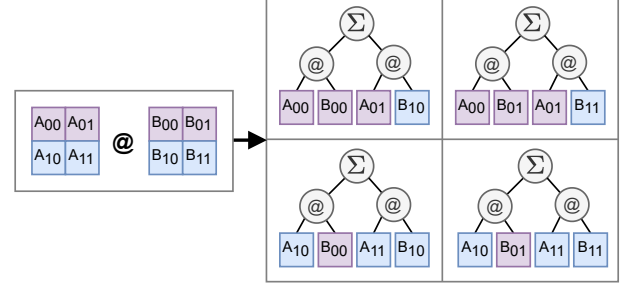 Σ Σ
@ @ @ @
A00 B00 A01 B10 A00 B01 A01 B11
A00 A01 @ B00 B01
A10 A11 B10 B11
Σ Σ
@ @ @ @
A10 B00 A11 B10 A10 B01 A11 B11